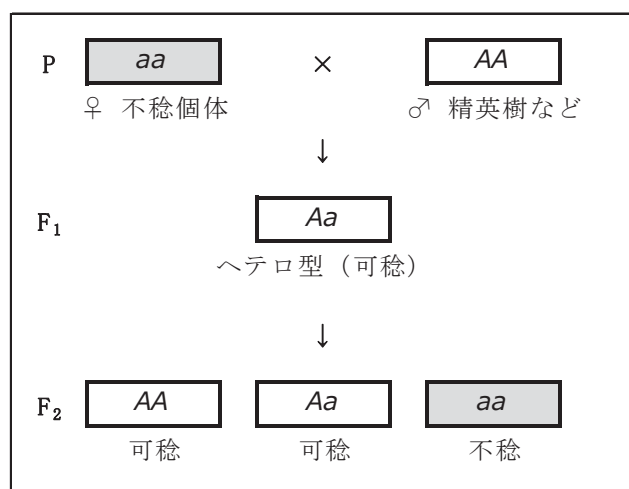 P aa × AA
♀ 不稔個体 ♂ 精英樹など
↓
F₁ Aa
ヘテロ型（可稔）
↓
F₂ AA Aa aa
可稔 可稔 不稔